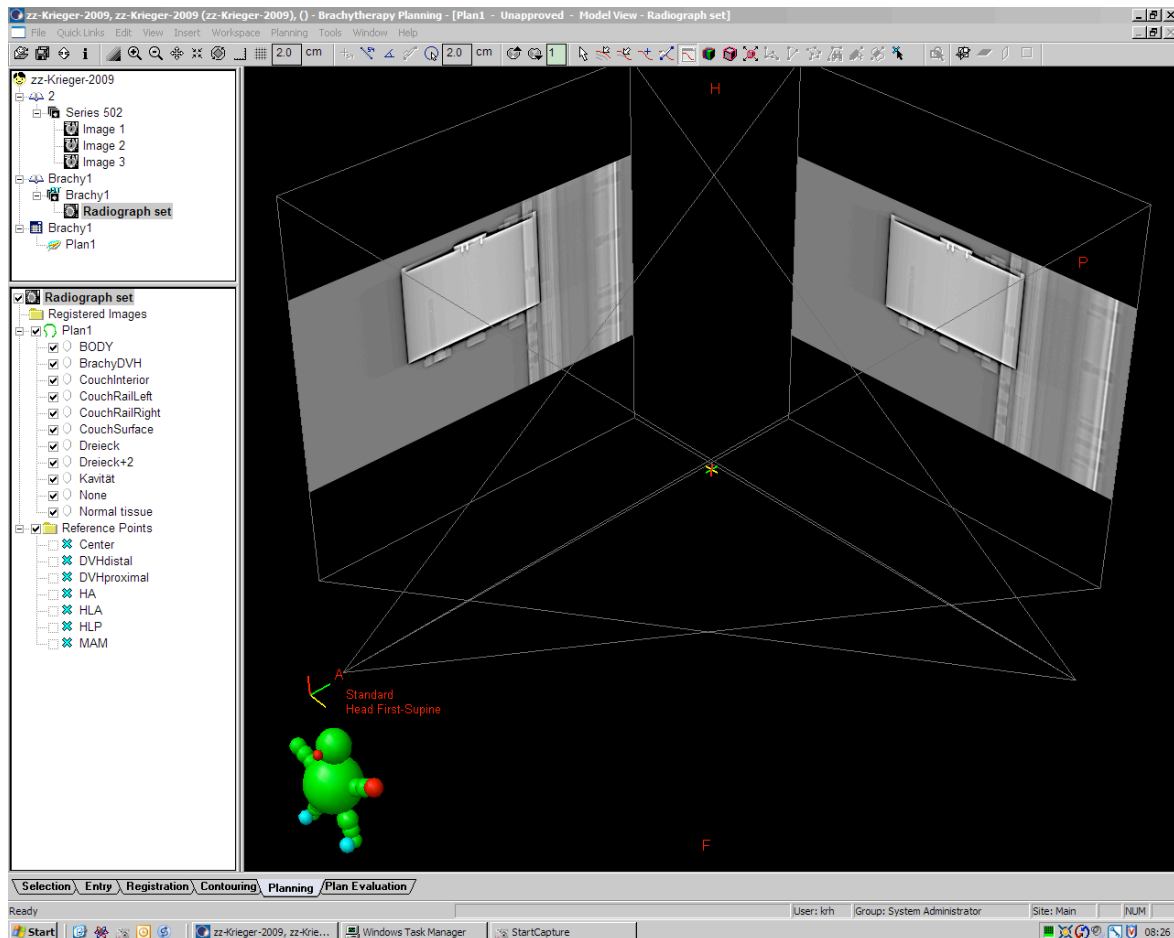 zz-Krieger-2009, zz-Krieger-2009 (zz-Krieger-2009), () - Brachytherapy Planning - [Plan1 - Unapproved - Model View - Radiograph set]
File Quick Links Edit View Insert Workspace Planning Tools Window Help
2.0 cm 2.0 cm 1
zz-Krieger-2009
2
Series 502
Image 1
Image 2
Image 3
Brachy1
Brachy1
Radiograph set
Brachy1
Plan1
Radiograph set
Registered Images
Plan1
BODY
BrachyDVH
CouchInterior
CouchRailLeft
CouchRailRight
CouchSurface
Dreieck
Dreieck+2
Kavität
None
Normal tissue
Reference Points
Center
DVHdistal
DVHproximal
HA
HLA
HLP
MAM
H
P
A
Standard
Head First-Supine
F
Selection Entry Registration Contouring Planning Plan Evaluation
Ready User: krh Group: System Administrator Site: Main NUM
Start zz-Krieger-2009, zz-Krie... Windows Task Manager StartCapture 08:26